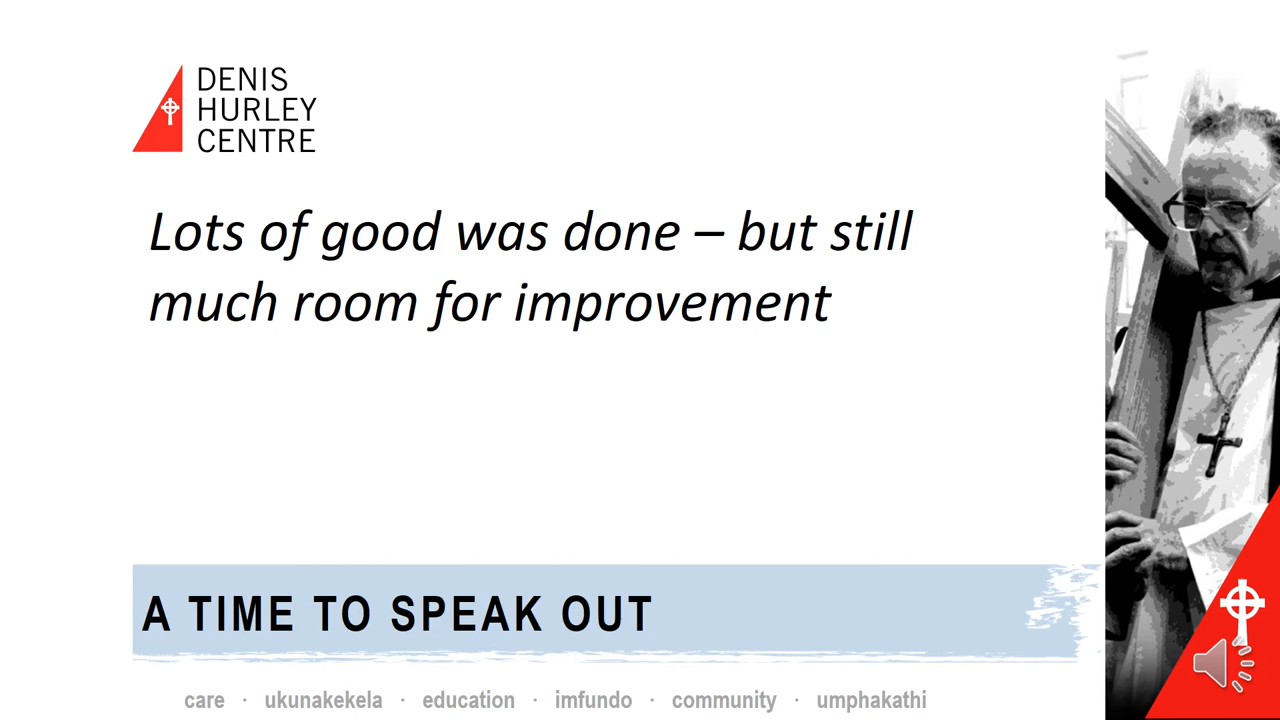 DENIS
HURLEY
CENTRE
Lots of good was done – but still
much room for improvement
A TIME TO SPEAK OUT
care · ukunakekela · education · imfundo · community · umphakathi